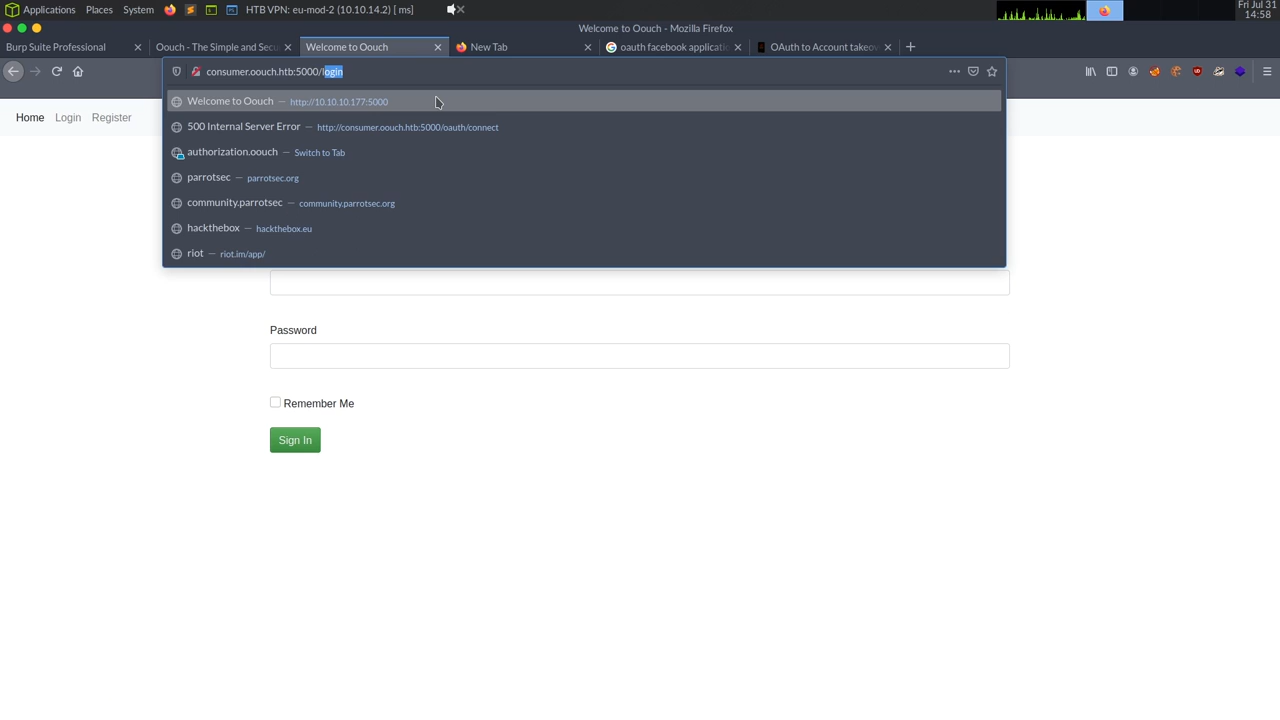 Applications Places System HTB VPN: eu-mod-2 (10.10.14.2) [ ms] Fri Jul 31
14:58
Welcome to Oouch - Mozilla Firefox
Burp Suite Professional Oouch - The Simple and Secu Welcome to Oouch New Tab oauth facebook applicatio OAuth to Account takeov
consumer.oouch.htb:5000/login
Home Login Register
Welcome to Oouch — http://10.10.10.177:5000
500 Internal Server Error — http://consumer.oouch.htb:5000/oauth/connect
authorization.oouch — Switch to Tab
parrotsec — parrotsec.org
community.parrotsec — community.parrotsec.org
hackthebox — hackthebox.eu
riot — riot.im/app/
Password
Remember Me
Sign In